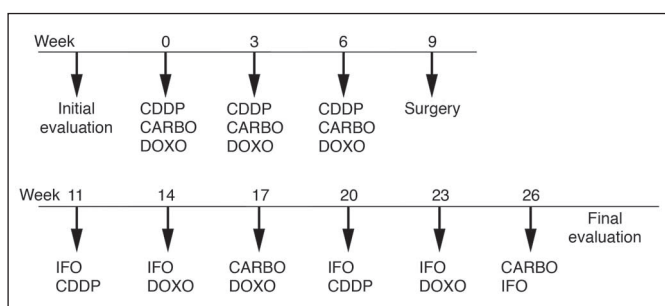 Week 0 3 6 9
Initial evaluation CDDP CARBO DOXO CDDP CARBO DOXO CDDP CARBO DOXO Surgery
Week 11 14 17 20 23 26
Final evaluation
IFO CDDP IFO DOXO CARBO DOXO IFO CDDP IFO DOXO CARBO IFO